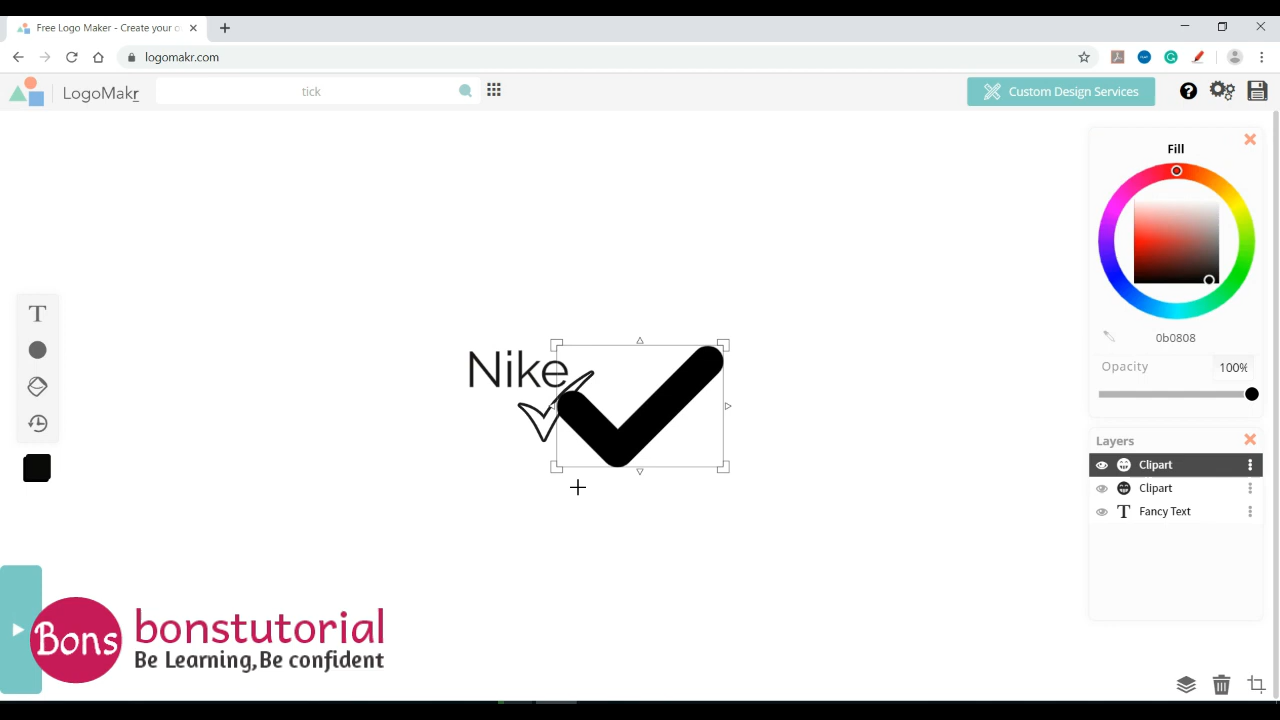 Free Logo Maker - Create your o
logomakr.com
LogoMakr
tick
Custom Design Services
Fill
0b0808
Opacity
100%
Layers
Clipart
Clipart
T Fancy Text
T
Nike
Bons
bonstutorial
Be Learning,Be confident